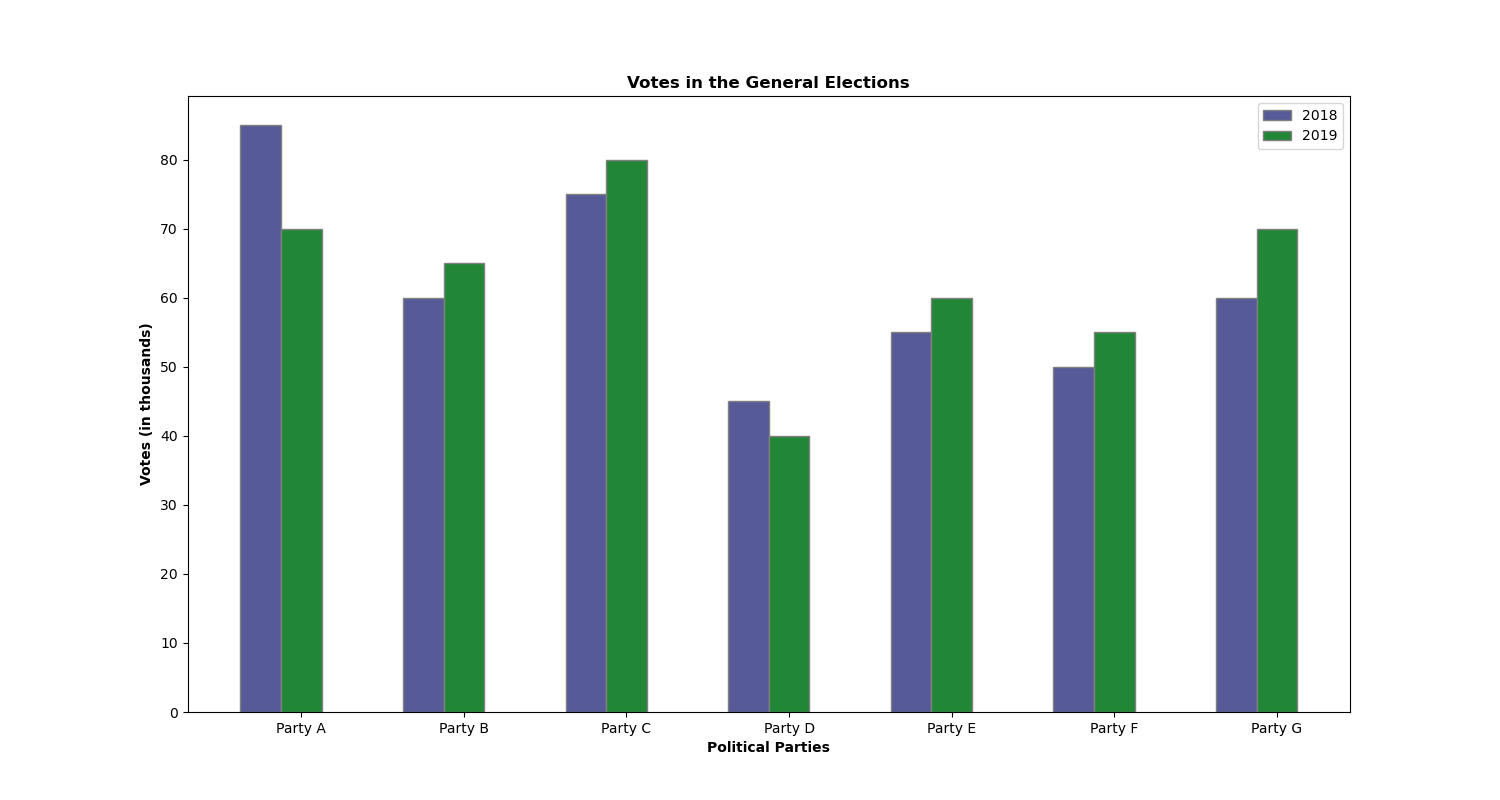 Votes in the General Elections
2018
2019
80
70
60
50
40
30
20
10
0
Votes (in thousands)
Party A
Party B
Party C
Party D
Party E
Party F
Party G
Political Parties